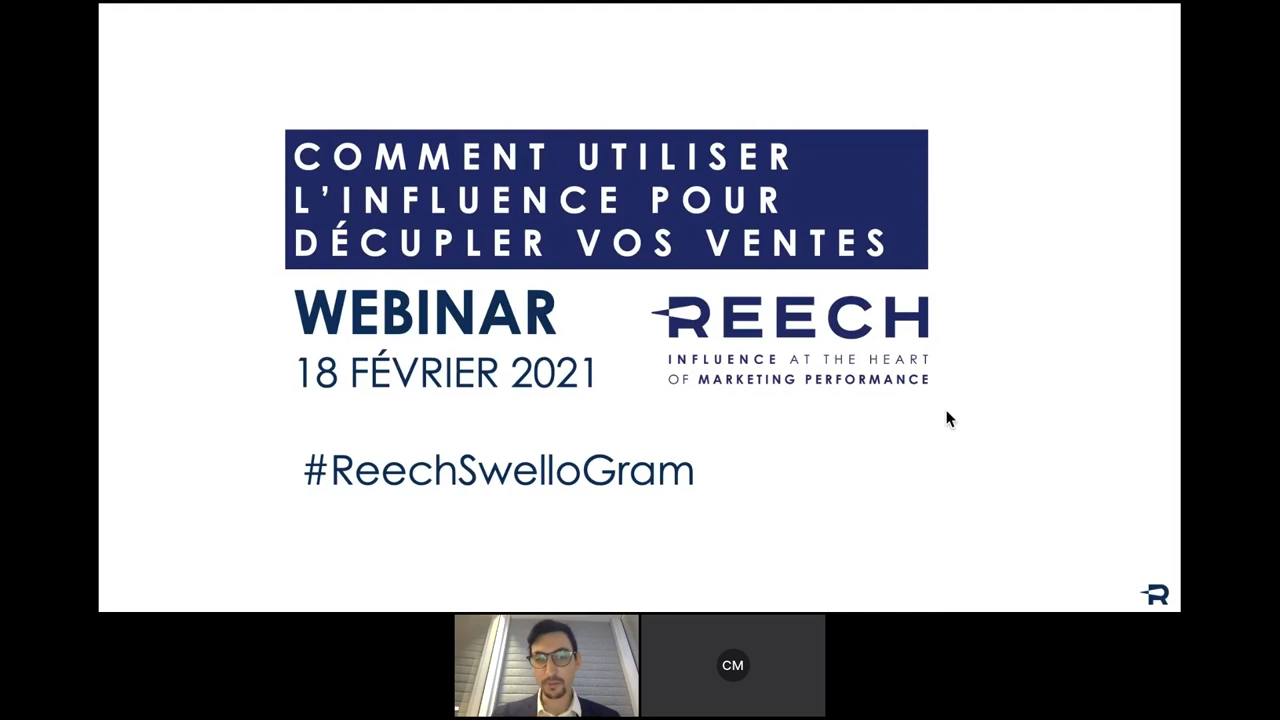 COMMENT UTILISER
L'INFLUENCE POUR
DÉCUPLER VOS VENTES
WEBINAR
18 FÉVRIER 2021
REECH
INFLUENCE AT THE HEART
OF MARKETING PERFORMANCE
#ReechSwelloGram
R
CM